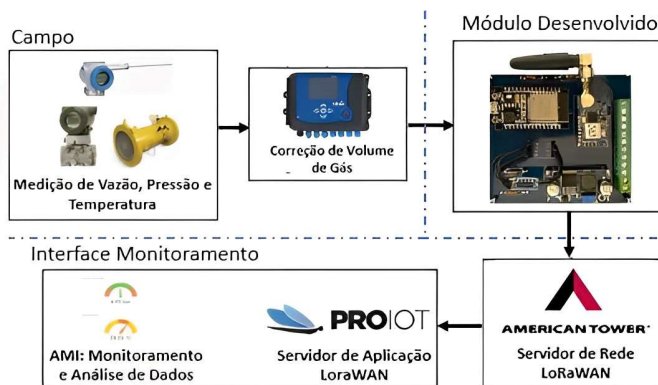 Campo
Módulo Desenvolvido
Medição de Vazão, Pressão e
Temperatura
Correção de Volume
de Gás
Interface Monitoramento
AMI: Monitoramento
e Análise de Dados
PROIOT
Servidor de Aplicação
LoraWAN
AMERICAN TOWER
Servidor de Rede
LoRaWAN